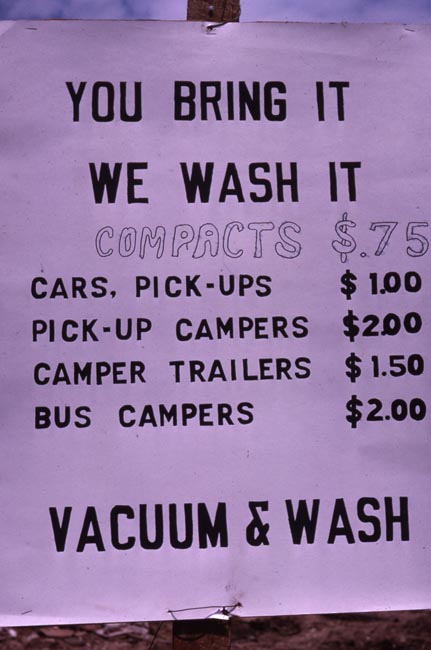 YOU BRING IT
WE WASH IT
COMPACTS $.75
CARS, PICK-UPS $1.00
PICK-UP CAMPERS $2.00
CAMPER TRAILERS $1.50
BUS CAMPERS $2.00
VACUUM & WASH